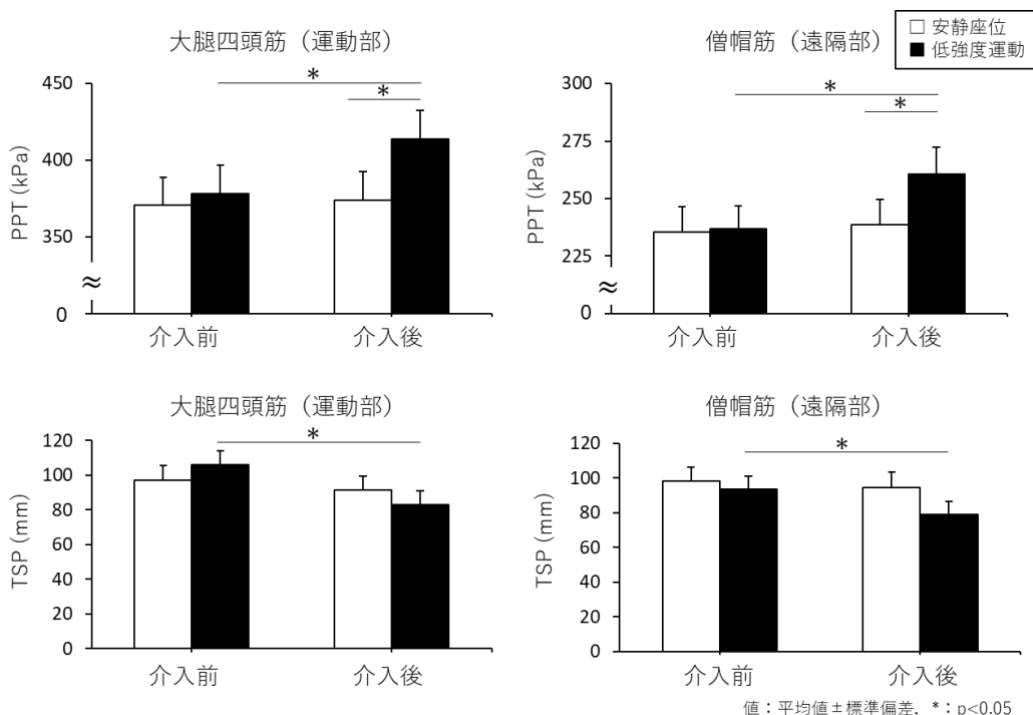 大腿四頭筋（運動部）
僧帽筋（遠隔部）
安静座位
低強度運動
PPT (kPa)
450
400
350
0
≈
*
*
介入前
介入後
PPT (kPa)
300
275
250
225
0
≈
*
*
介入前
介入後
大腿四頭筋（運動部）
TSP (mm)
120
100
80
60
40
20
0
*
介入前
介入後
僧帽筋（遠隔部）
TSP (mm)
120
100
80
60
40
20
0
*
介入前
介入後
値：平均値±標準偏差, *：p<0.05